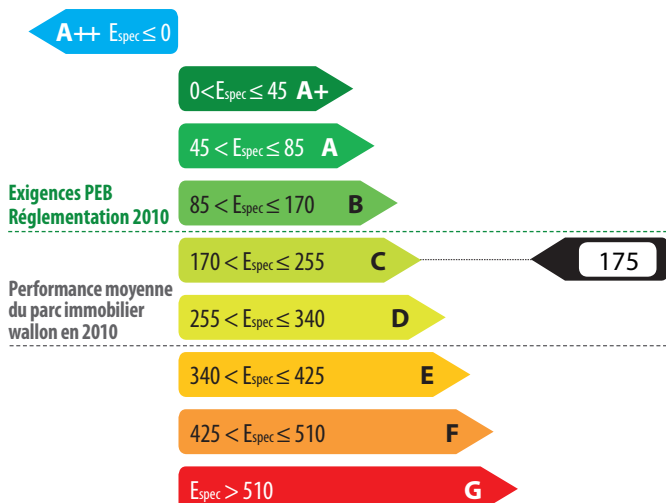 A++ Espec ≤ 0
0<Espec ≤ 45 A+
45 < Espec ≤ 85 A
Exigences PEB
Réglementation 2010
85 < Espec ≤ 170 B
170 < Espec ≤ 255 C
175
Performance moyenne
du parc immobilier
wallon en 2010
255 < Espec ≤ 340 D
340 < Espec ≤ 425 E
425 < Espec ≤ 510 F
Espec > 510 G